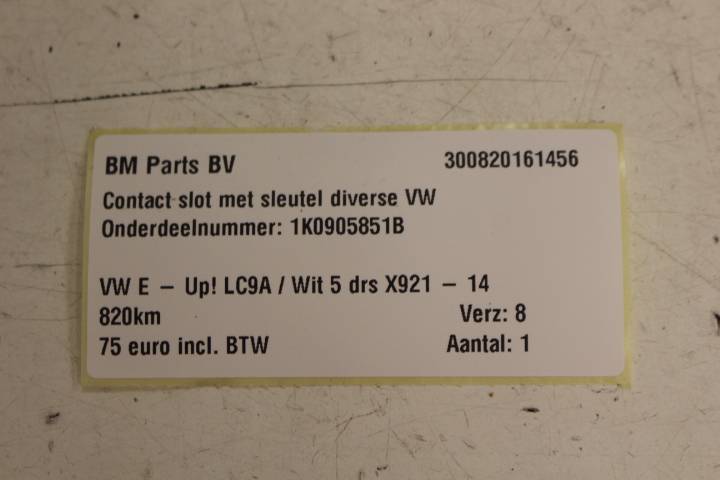 BM Parts BV 300820161456
Contact slot met sleutel diverse VW
Onderdeelnummer: 1K0905851B
VW E – Up! LC9A / Wit 5 drs X921 – 14
820km Verz: 8
75 euro incl. BTW Aantal: 1